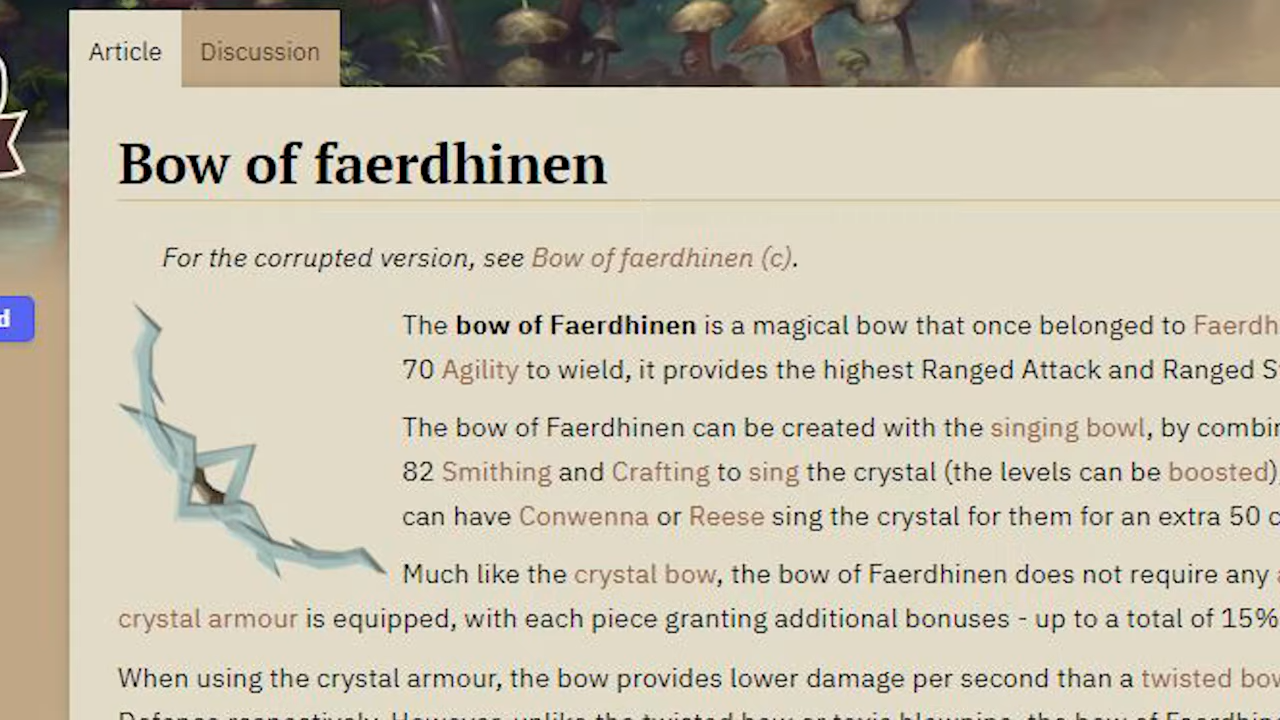 Article Discussion
Bow of faerdhinen
For the corrupted version, see Bow of faerdhinen (c).
The bow of Faerdhinen is a magical bow that once belonged to
70 Agility to wield, it provides the highest Ranged Attack and Ranged
The bow of Faerdhinen can be created with the singing bowl, by
82 Smithing and Crafting to sing the crystal (the levels can be boosted)
can have Conwenna or Reese sing the crystal for them for an extra 50
Much like the crystal bow, the bow of Faerdhinen does not require any
crystal armour is equipped, with each piece granting additional bonuses - up to a total of 15%
When using the crystal armour, the bow provides lower damage per second than a twisted